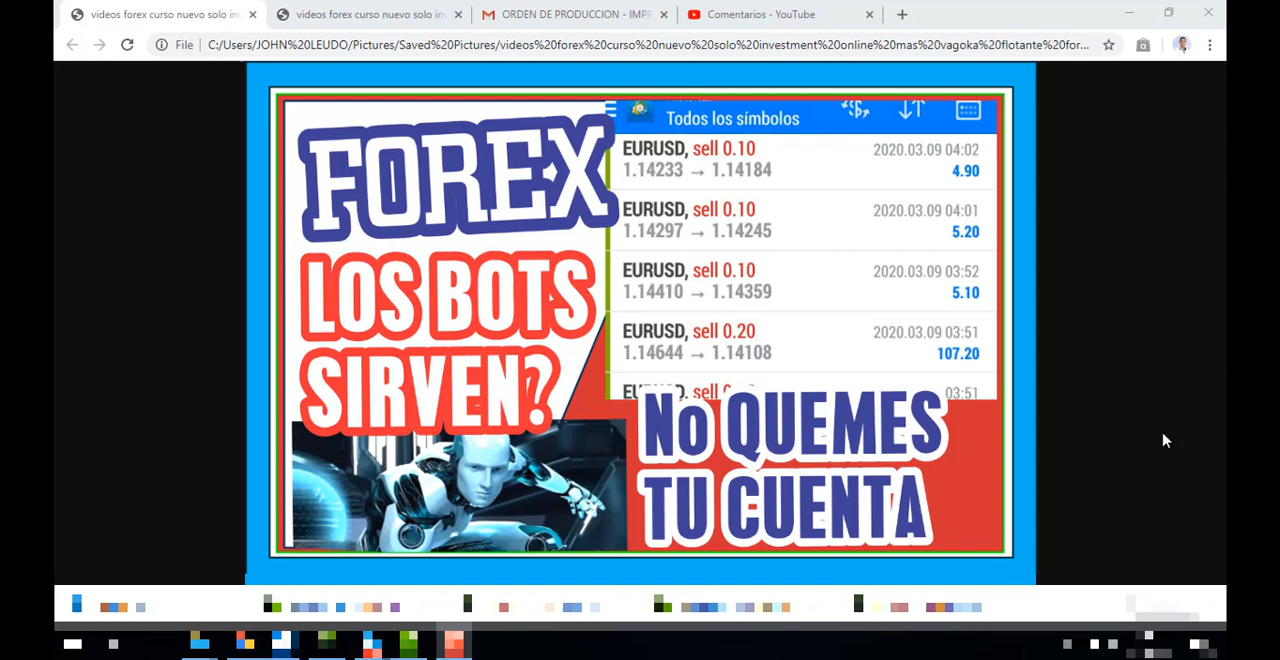 videos forex curso nuevo solo in
videos forex curso nuevo solo in
ORDEN DE PRODUCCION - IMPR
Comentarios - YouTube
File
C:/Users/JOHN%20LEUDO/Pictures/Saved%20Pictures/videos%20forex%20curso%20nuevo%20solo%20investment%20online%20mas%20vagoka%20flotante%20for...
FOREX
LOS BOTS
SIRVEN?
Todos los símbolos
EURUSD, sell 0.10 2020.03.09 04:02
1.14233 → 1.14184 4.90
EURUSD, sell 0.10 2020.03.09 04:01
1.14297 → 1.14245 5.20
EURUSD, sell 0.10 2020.03.09 03:52
1.14410 → 1.14359 5.10
EURUSD, sell 0.20 2020.03.09 03:51
1.14644 → 1.14108 107.20
EURUSD, sell 03:51
No QUEMES
TU CUENTA